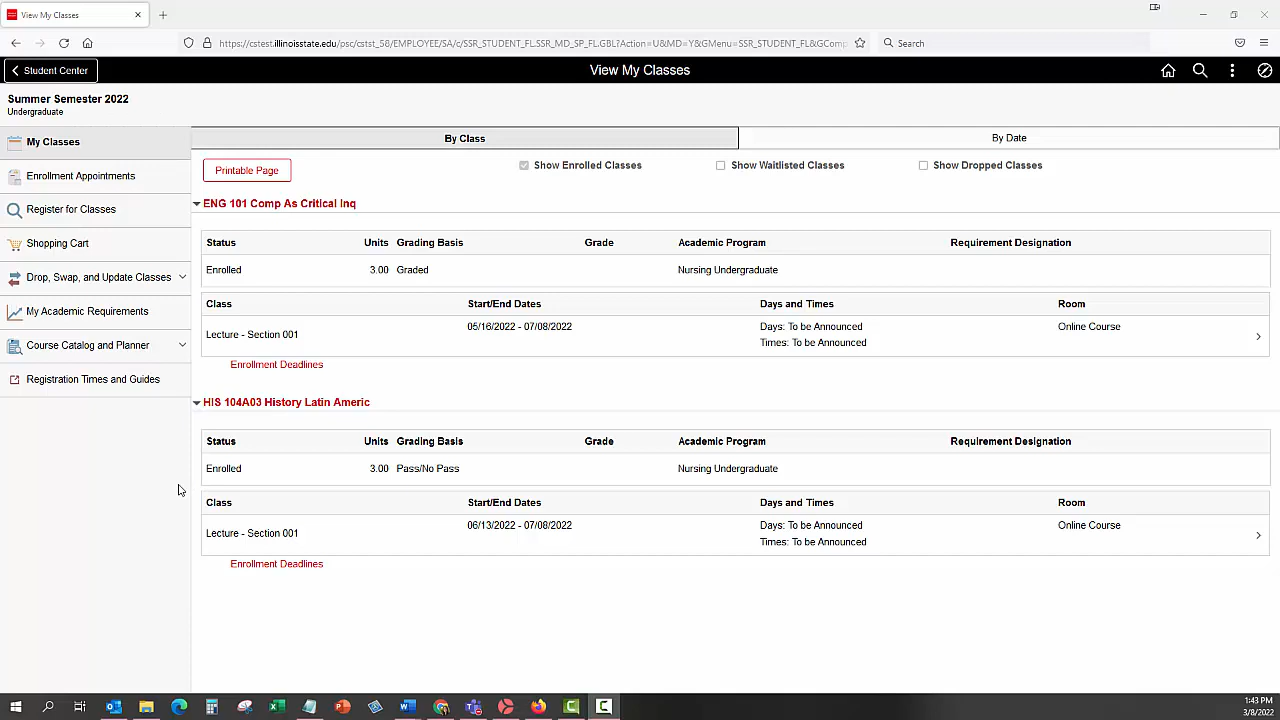 View My Classes
https://cstest.illinoisstate.edu/psc/cstst_58/EMPLOYEE/SA/c/SSR_STUDENT_FL.SSR_MD_SP_FL.GBL?Action=U&MD=Y&GMenu=SSR_STUDENT_FL&GComp
Search
Student Center
View My Classes
Summer Semester 2022
Undergraduate
My Classes
Enrollment Appointments
Register for Classes
Shopping Cart
Drop, Swap, and Update Classes
My Academic Requirements
Course Catalog and Planner
Registration Times and Guides
By Class By Date
Printable Page Show Enrolled Classes Show Waitlisted Classes Show Dropped Classes
ENG 101 Comp As Critical Inq
Status Units Grading Basis Grade Academic Program Requirement Designation
Enrolled 3.00 Graded Nursing Undergraduate
Class Start/End Dates Days and Times Room
Lecture - Section 001 05/16/2022 - 07/08/2022 Days: To be Announced Online Course
Times: To be Announced
Enrollment Deadlines
HIS 104A03 History Latin Americ
Status Units Grading Basis Grade Academic Program Requirement Designation
Enrolled 3.00 Pass/No Pass Nursing Undergraduate
Class Start/End Dates Days and Times Room
Lecture - Section 001 06/13/2022 - 07/08/2022 Days: To be Announced Online Course
Times: To be Announced
Enrollment Deadlines
1:43 PM
3/8/2022